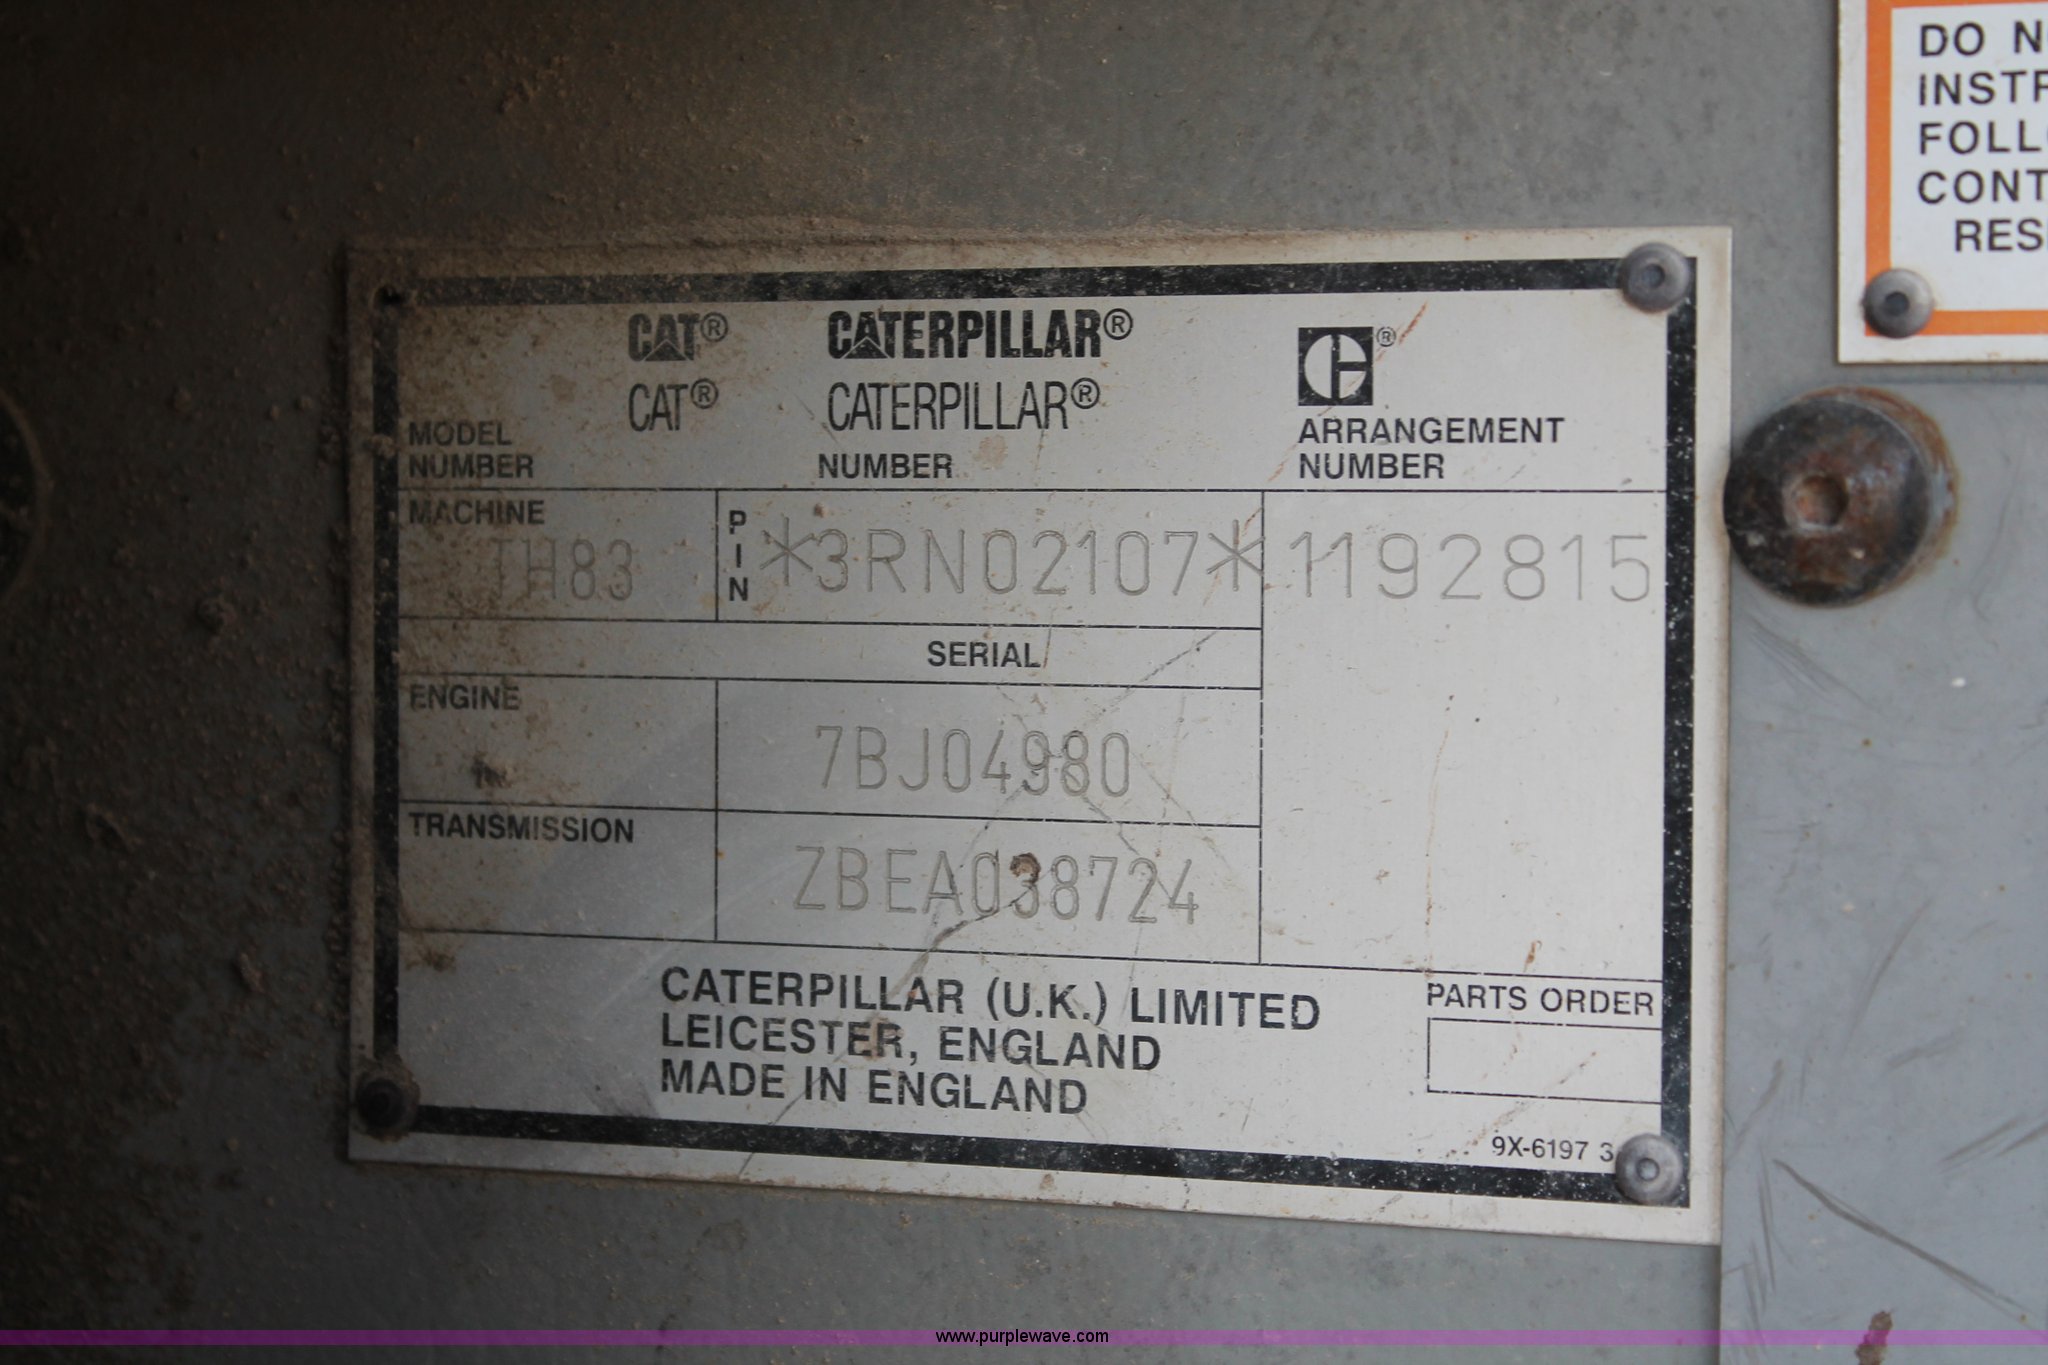 DO N
INSTR
FOLL
CONT
RES
CAT® CATERPILLAR® ®
CAT® CATERPILLAR®
MODEL NUMBER
NUMBER
ARRANGEMENT NUMBER
MACHINE
TH83
PIN
*3RN02107*
1192815
SERIAL
ENGINE
7BJ04980
TRANSMISSION
ZBEA038724
CATERPILLAR (U.K.) LIMITED
LEICESTER, ENGLAND
MADE IN ENGLAND
PARTS ORDER
9X-6197 3
www.purplewave.com